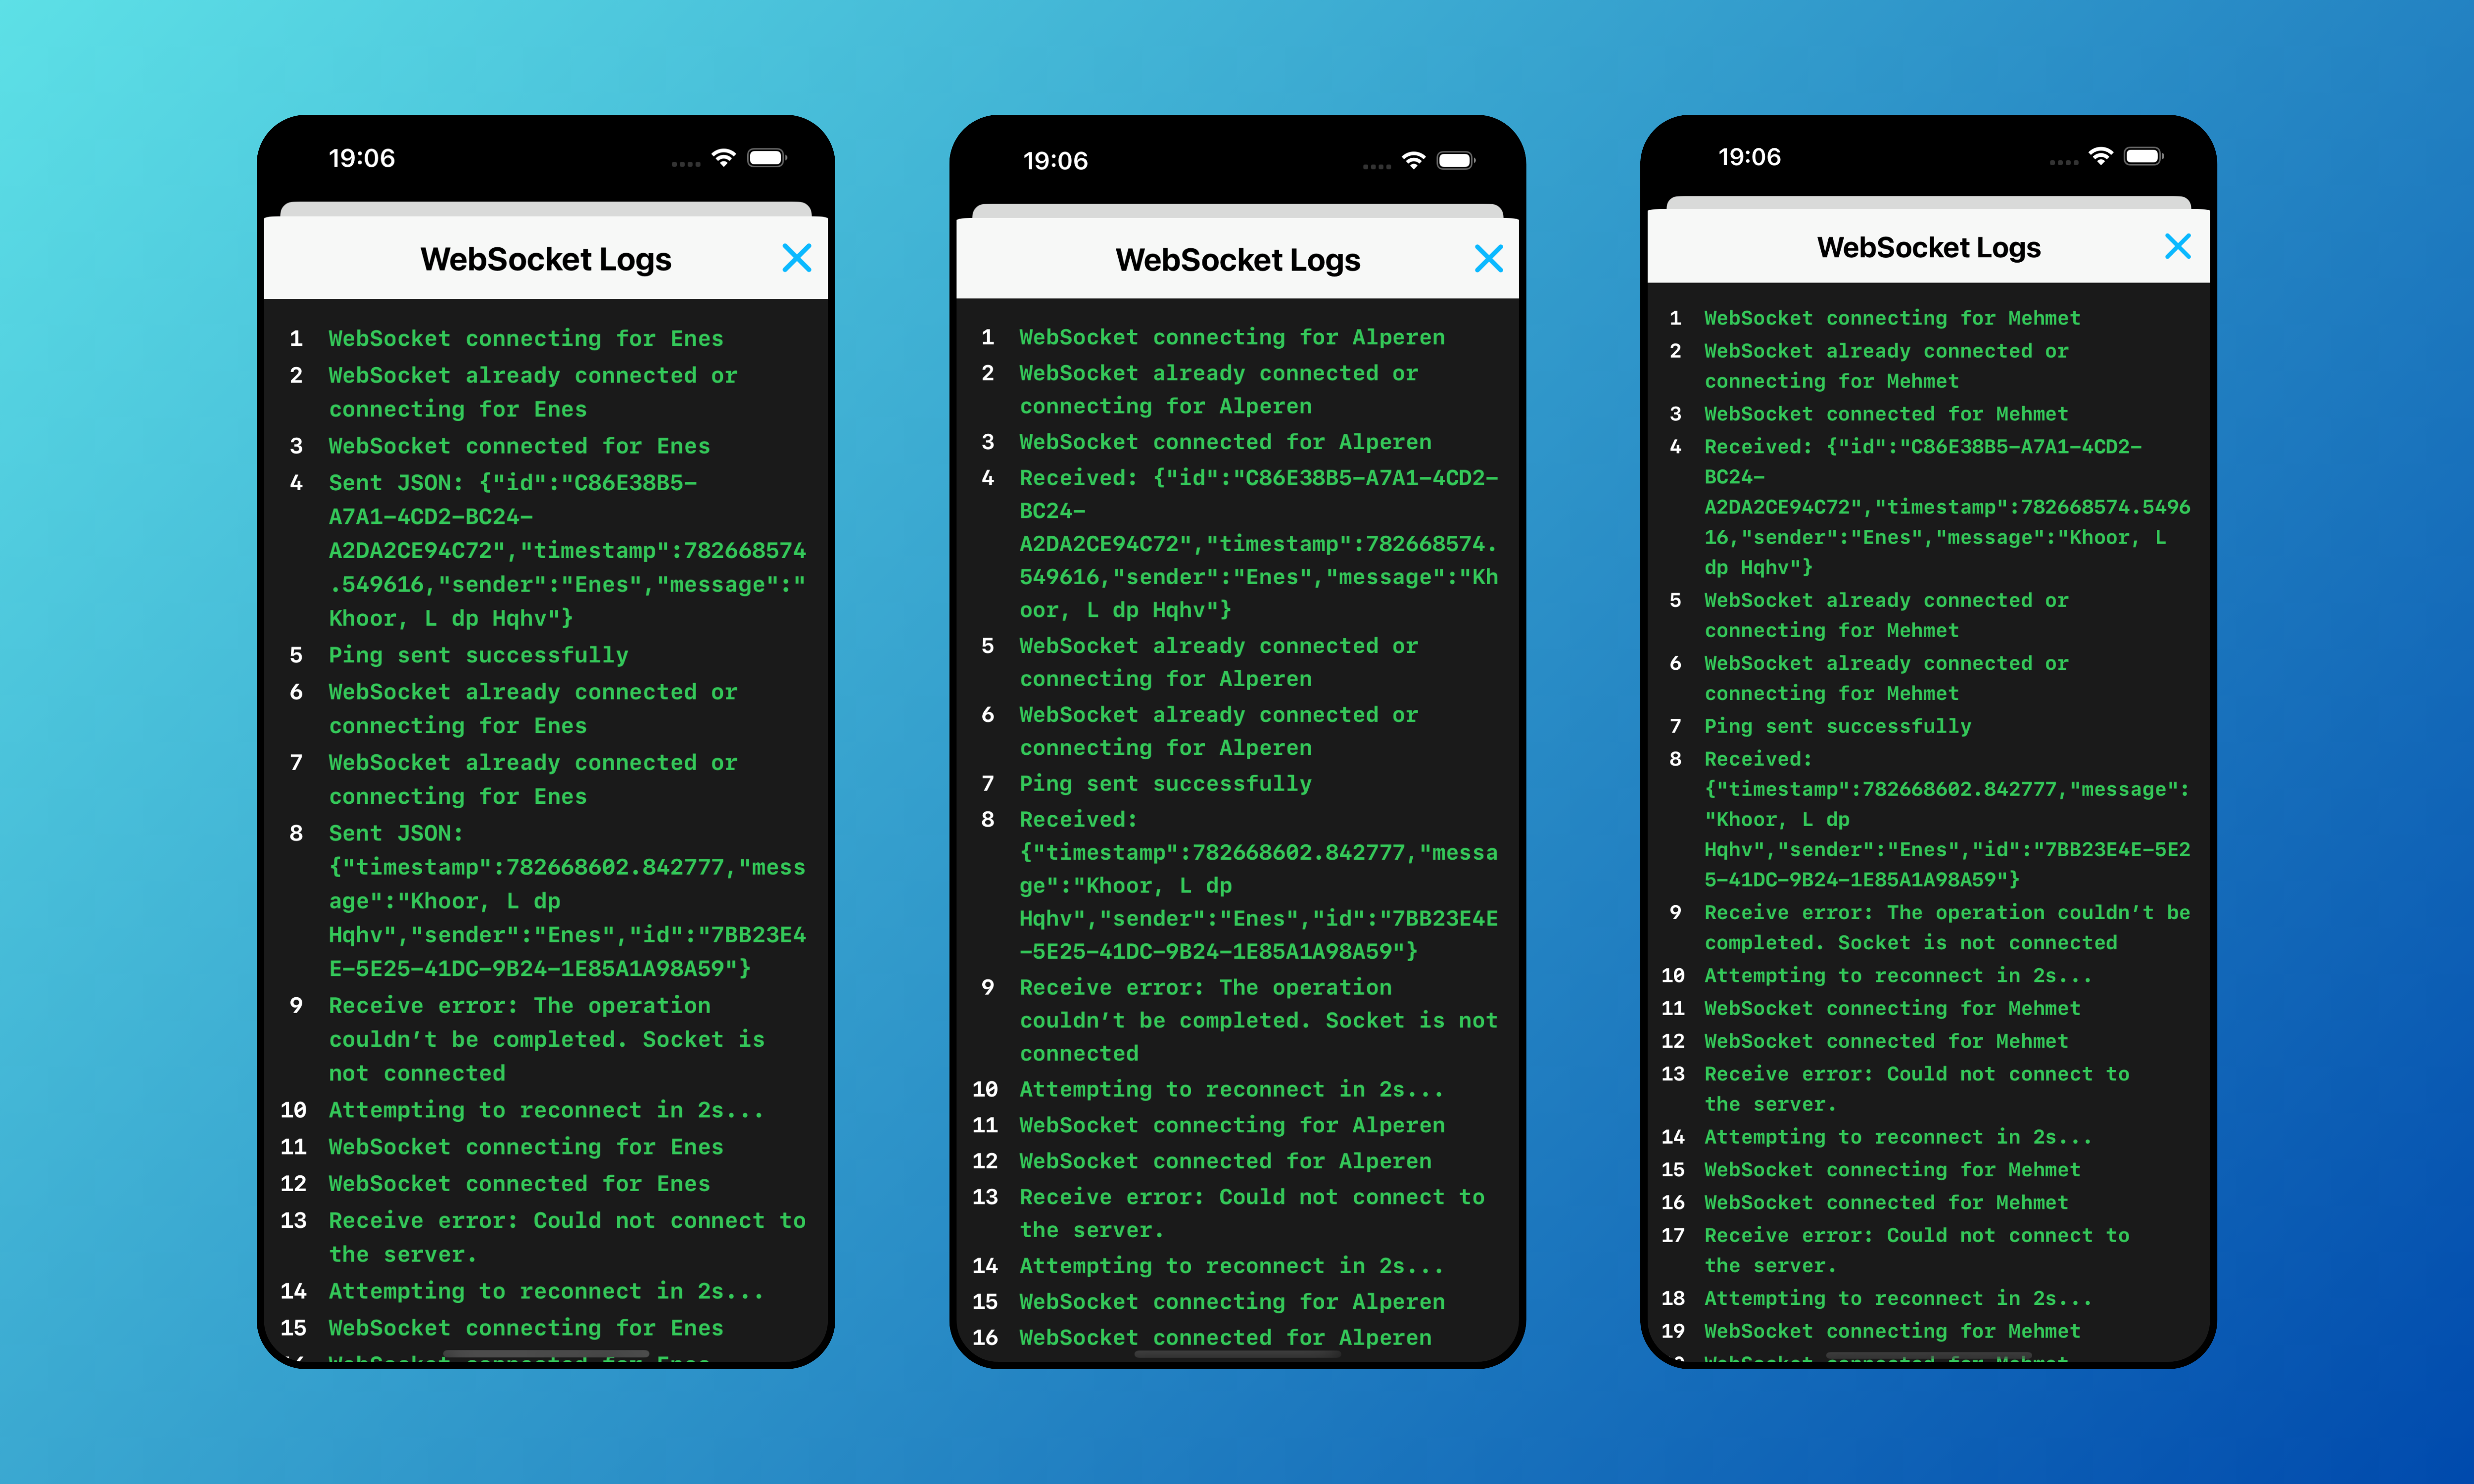 19:06
WebSocket Logs
1 WebSocket connecting for Enes
2 WebSocket already connected or
connecting for Enes
3 WebSocket connected for Enes
4 Sent JSON: {"id":"C86E38B5-
A7A1-4CD2-BC24-
A2DA2CE94C72","timestamp":782668574
.549616,"sender":"Enes","message":"
Khoor, L dp Hqhv"}
5 Ping sent successfully
6 WebSocket already connected or
connecting for Enes
7 WebSocket already connected or
connecting for Enes
8 Sent JSON:
{"timestamp":782668602.842777,"mess
age":"Khoor, L dp
Hqhv","sender":"Enes","id":"7BB23E4
E-5E25-41DC-9B24-1E85A1A98A59"}
9 Receive error: The operation
couldn’t be completed. Socket is
not connected
10 Attempting to reconnect in 2s...
11 WebSocket connecting for Enes
12 WebSocket connected for Enes
13 Receive error: Could not connect to
the server.
14 Attempting to reconnect in 2s...
15 WebSocket connecting for Enes
WebSocket connected for Enes
19:06
WebSocket Logs
1 WebSocket connecting for Alperen
2 WebSocket already connected or
connecting for Alperen
3 WebSocket connected for Alperen
4 Received: {"id":"C86E38B5-A7A1-4CD2-
BC24-
A2DA2CE94C72","timestamp":782668574.
549616,"sender":"Enes","message":"Kh
oor, L dp Hqhv"}
5 WebSocket already connected or
connecting for Alperen
6 WebSocket already connected or
connecting for Alperen
7 Ping sent successfully
8 Received:
{"timestamp":782668602.842777,"messa
ge":"Khoor, L dp
Hqhv","sender":"Enes","id":"7BB23E4E
-5E25-41DC-9B24-1E85A1A98A59"}
9 Receive error: The operation
couldn’t be completed. Socket is not
connected
10 Attempting to reconnect in 2s...
11 WebSocket connecting for Alperen
12 WebSocket connected for Alperen
13 Receive error: Could not connect to
the server.
14 Attempting to reconnect in 2s...
15 WebSocket connecting for Alperen
16 WebSocket connected for Alperen
19:06
WebSocket Logs
1 WebSocket connecting for Mehmet
2 WebSocket already connected or
connecting for Mehmet
3 WebSocket connected for Mehmet
4 Received: {"id":"C86E38B5-A7A1-4CD2-
BC24-
A2DA2CE94C72","timestamp":782668574.5496
16,"sender":"Enes","message":"Khoor, L
dp Hqhv"}
5 WebSocket already connected or
connecting for Mehmet
6 WebSocket already connected or
connecting for Mehmet
7 Ping sent successfully
8 Received:
{"timestamp":782668602.842777,"message":
"Khoor, L dp
Hqhv","sender":"Enes","id":"7BB23E4E-5E2
5-41DC-9B24-1E85A1A98A59"}
9 Receive error: The operation couldn’t be
completed. Socket is not connected
10 Attempting to reconnect in 2s...
11 WebSocket connecting for Mehmet
12 WebSocket connected for Mehmet
13 Receive error: Could not connect to
the server.
14 Attempting to reconnect in 2s...
15 WebSocket connecting for Mehmet
16 WebSocket connected for Mehmet
17 Receive error: Could not connect to
the server.
18 Attempting to reconnect in 2s...
19 WebSocket connecting for Mehmet
WebSocket connected for Mehmet